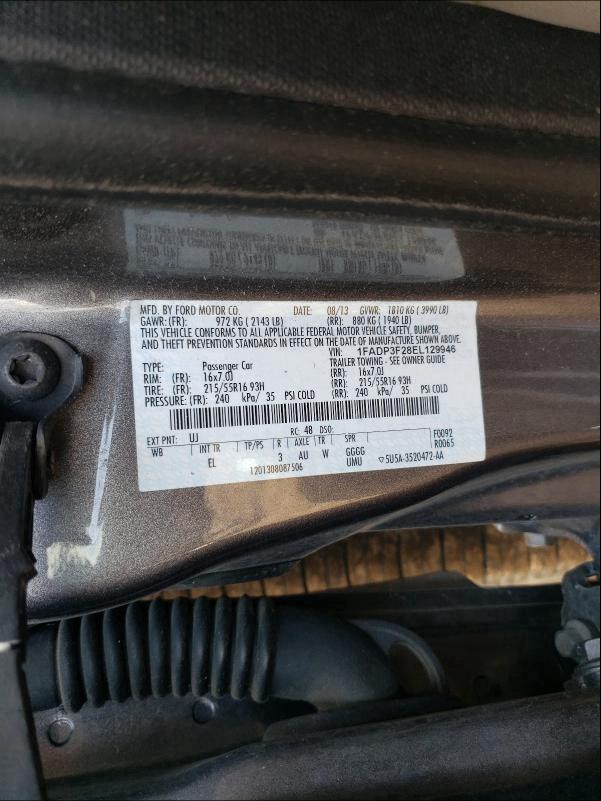 MFD. BY FORD MOTOR CO. DATE: 08/13 GVWR: 1810 KG ( 3990 LB)
GAWR:(FR): 972 KG ( 2143 LB) (RR): 880 KG ( 1940 LB)
THIS VEHICLE CONFORMS TO ALL APPLICABLE FEDERAL MOTOR VEHICLE SAFETY, BUMPER,
AND THEFT PREVENTION STANDARDS IN EFFECT ON THE DATE OF MANUFACTURE SHOWN ABOVE.
VIN: 1FADP3F28EL129946
TYPE: Passenger Car TRAILER TOWING - SEE OWNER GUIDE
RIM: (FR): 16x7.0J (RR): 16x7.0J
TIRE: (FR): 215/55R16 93H (RR): 215/55R16 93H
PRESSURE: (FR) 240 kPa/ 35 PSI COLD (RR): 240 kPa/ 35 PSI COLD
EXT PNT: UJ RC: 48 DSO: F0092
WB INT TR TP/PS R AXLE TR SPR R0065
EL 3 AU W GGGG
UMU
1201308087506 5U5A-3520472-AA